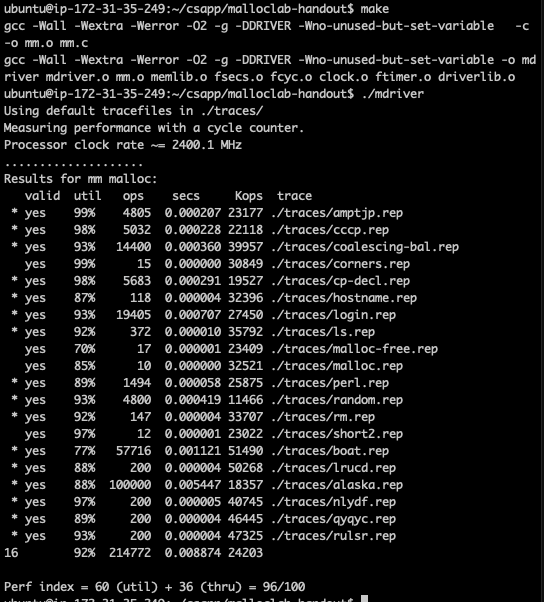 ubuntu@ip-172-31-35-249:~/csapp/malloclab-handout$ make
gcc -Wall -Wextra -Werror -O2 -g -DDRIVER -Wno-unused-but-set-variable   -c
-o mm.o mm.c
gcc -Wall -Wextra -Werror -O2 -g -DDRIVER -Wno-unused-but-set-variable -o md
river mdriver.o mm.o memlib.o fsecs.o fcyc.o clock.o ftimer.o driverlib.o
ubuntu@ip-172-31-35-249:~/csapp/malloclab-handout$ ./mdriver
Using default tracefiles in ./traces/
Measuring performance with a cycle counter.
Processor clock rate ~= 2400.1 MHz
....................
Results for mm malloc:
   valid  util   ops    secs     Kops  trace
 * yes    99%    4805  0.000207 23177 ./traces/amptjp.rep
 * yes    98%    5032  0.000228 22118 ./traces/cccp.rep
 * yes    93%   14400  0.000360 39957 ./traces/coalescing-bal.rep
   yes    99%      15  0.000000 30849 ./traces/corners.rep
 * yes    98%    5683  0.000291 19527 ./traces/cp-decl.rep
 * yes    87%     118  0.000004 32396 ./traces/hostname.rep
 * yes    93%   19405  0.000707 27450 ./traces/login.rep
 * yes    92%     372  0.000010 35792 ./traces/ls.rep
   yes    70%      17  0.000001 23409 ./traces/malloc-free.rep
   yes    85%      10  0.000000 32521 ./traces/malloc.rep
 * yes    89%    1494  0.000058 25875 ./traces/perl.rep
 * yes    93%    4800  0.000419 11466 ./traces/random.rep
 * yes    92%     147  0.000004 33707 ./traces/rm.rep
   yes    97%      12  0.000001 23022 ./traces/short2.rep
 * yes    77%   57716  0.001121 51490 ./traces/boat.rep
 * yes    88%     200  0.000004 50268 ./traces/lrucd.rep
 * yes    88%  100000  0.005447 18357 ./traces/alaska.rep
 * yes    97%     200  0.000005 40745 ./traces/nlydf.rep
 * yes    89%     200  0.000004 46445 ./traces/qyqyc.rep
 * yes    93%     200  0.000004 47325 ./traces/rulsr.rep
16        92%  214772  0.008874 24203
Perf index = 60 (util) + 36 (thru) = 96/100
ubuntu@ip-172-31-35-249:~/csapp/malloclab-handout$